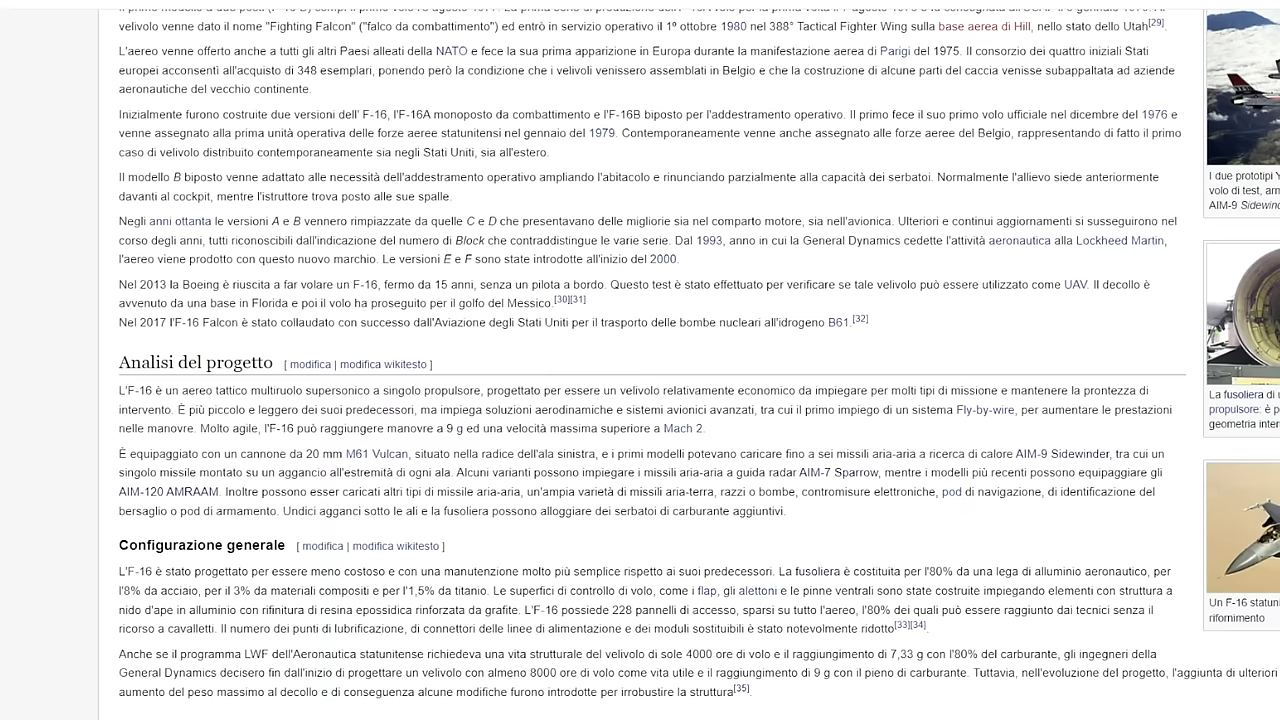 velivolo venne dato il nome "Fighting Falcon" ("falco da combattimento") ed entrò in servizio operativo il 1º ottobre 1980 nel 388° Tactical Fighter Wing sulla base aerea di Hill, nello stato dello Utah[29].
L'aereo venne offerto anche a tutti gli altri Paesi alleati della NATO e fece la sua prima apparizione in Europa durante la manifestazione aerea di Parigi del 1975. Il consorzio dei quattro iniziali Stati
europei acconsentì all'acquisto di 348 esemplari, ponendo però la condizione che i velivoli venissero assemblati in Belgio e che la costruzione di alcune parti del caccia venisse subappaltata ad aziende
aeronautiche del vecchio continente.
Inizialmente furono costruite due versioni dell' F-16, l'F-16A monoposto da combattimento e l'F-16B biposto per l'addestramento operativo. Il primo fece il suo primo volo ufficiale nel dicembre del 1976 e
venne assegnato alla prima unità operativa delle forze aeree statunitensi nel gennaio del 1979. Contemporaneamente venne anche assegnato alle forze aeree del Belgio, rappresentando di fatto il primo
caso di velivolo distribuito contemporaneamente sia negli Stati Uniti, sia all'estero.
Il modello B biposto venne adattato alle necessità dell'addestramento operativo ampliando l'abitacolo e rinunciando parzialmente alla capacità dei serbatoi. Normalmente l'allievo siede anteriormente
davanti al cockpit, mentre l'istruttore trova posto alle sue spalle.
Negli anni ottanta le versioni A e B vennero rimpiazzate da quelle C e D che presentavano delle migliorie sia nel comparto motore, sia nell'avionica. Ulteriori e continui aggiornamenti si susseguirono nel
corso degli anni, tutti riconoscibili dall'indicazione del numero di Block che contraddistingue le varie serie. Dal 1993, anno in cui la General Dynamics cedette l'attività aeronautica alla Lockheed Martin,
l'aereo viene prodotto con questo nuovo marchio. Le versioni E e F sono state introdotte all'inizio del 2000.
Nel 2013 la Boeing è riuscita a far volare un F-16, fermo da 15 anni, senza un pilota a bordo. Questo test è stato effettuato per verificare se tale velivolo può essere utilizzato come UAV. Il decollo è
avvenuto da una base in Florida e poi il volo ha proseguito per il golfo del Messico.[30][31]
Nel 2017 l'F-16 Falcon è stato collaudato con successo dall'Aviazione degli Stati Uniti per il trasporto delle bombe nucleari all'idrogeno B61.[32]
Analisi del progetto [ modifica | modifica wikitesto ]
L'F-16 è un aereo tattico multiruolo supersonico a singolo propulsore, progettato per essere un velivolo relativamente economico da impiegare per molti tipi di missione e mantenere la prontezza di
intervento. È più piccolo e leggero dei suoi predecessori, ma impiega soluzioni aerodinamiche e sistemi avionici avanzati, tra cui il primo impiego di un sistema Fly-by-wire, per aumentare le prestazioni
nelle manovre. Molto agile, l'F-16 può raggiungere manovre a 9 g ed una velocità massima superiore a Mach 2.
È equipaggiato con un cannone da 20 mm M61 Vulcan, situato nella radice dell'ala sinistra, e i primi modelli potevano caricare fino a sei missili aria-aria a ricerca di calore AIM-9 Sidewinder, tra cui un
singolo missile montato su un aggancio all'estremità di ogni ala. Alcuni varianti possono impiegare i missili aria-aria a guida radar AIM-7 Sparrow, mentre i modelli più recenti possono equipaggiare gli
AIM-120 AMRAAM. Inoltre possono esser caricati altri tipi di missile aria-aria, un'ampia varietà di missili aria-terra, razzi o bombe, contromisure elettroniche, pod di navigazione, di identificazione del
bersaglio o pod di armamento. Undici agganci sotto le ali e la fusoliera possono alloggiare dei serbatoi di carburante aggiuntivi.
Configurazione generale [ modifica | modifica wikitesto ]
L'F-16 è stato progettato per essere meno costoso e con una manutenzione molto più semplice rispetto ai suoi predecessori. La fusoliera è costituita per l'80% da una lega di alluminio aeronautico, per
l'8% da acciaio, per il 3% da materiali compositi e per l'1,5% da titanio. Le superfici di controllo di volo, come i flap, gli alettoni e le pinne ventrali sono state costruite impiegando elementi con struttura a
nido d'ape in alluminio con rifinitura di resina epossidica rinforzata da grafite. L'F-16 possiede 228 pannelli di accesso, sparsi su tutto l'aereo, l'80% dei quali può essere raggiunto dai tecnici senza il
ricorso a cavalletti. Il numero dei punti di lubrificazione, di connettori delle linee di alimentazione e dei moduli sostituibili è stato notevolmente ridotto[33][34].
Anche se il programma LWF dell'Aeronautica statunitense richiedeva una vita strutturale del velivolo di sole 4000 ore di volo e il raggiungimento di 7,33 g con l'80% del carburante, gli ingegneri della
General Dynamics decisero fin dall'inizio di progettare un velivolo con almeno 8000 ore di volo come vita utile e il raggiungimento di 9 g con il pieno di carburante. Tuttavia, nell'evoluzione del progetto, l'aggiunta di ulteriori
aumento del peso massimo al decollo e di conseguenza alcune modifiche furono introdotte per irrobustire la struttura[35].
I due prototipi Y
volo di test, arm
AIM-9 Sidewind
La fusoliera di u
propulsore: è p
geometria inter
Un F-16 statuni
rifornimento